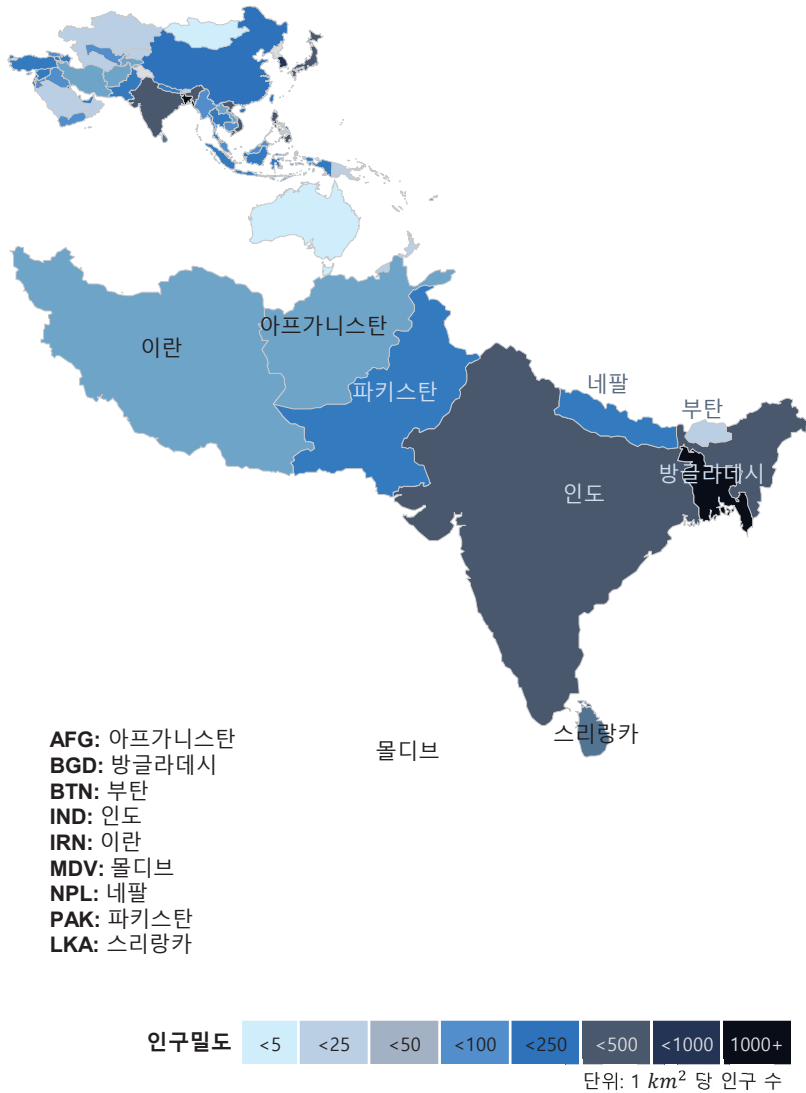 이란
아프가니스탄
파키스탄
네팔
부탄
방글라데시
인도
스리랑카
몰디브
AFG: 아프가니스탄
BGD: 방글라데시
BTN: 부탄
IND: 인도
IRN: 이란
MDV: 몰디브
NPL: 네팔
PAK: 파키스탄
LKA: 스리랑카
인구밀도 <5 <25 <50 <100 <250 <500 <1000 1000+
단위: 1 km² 당 인구 수